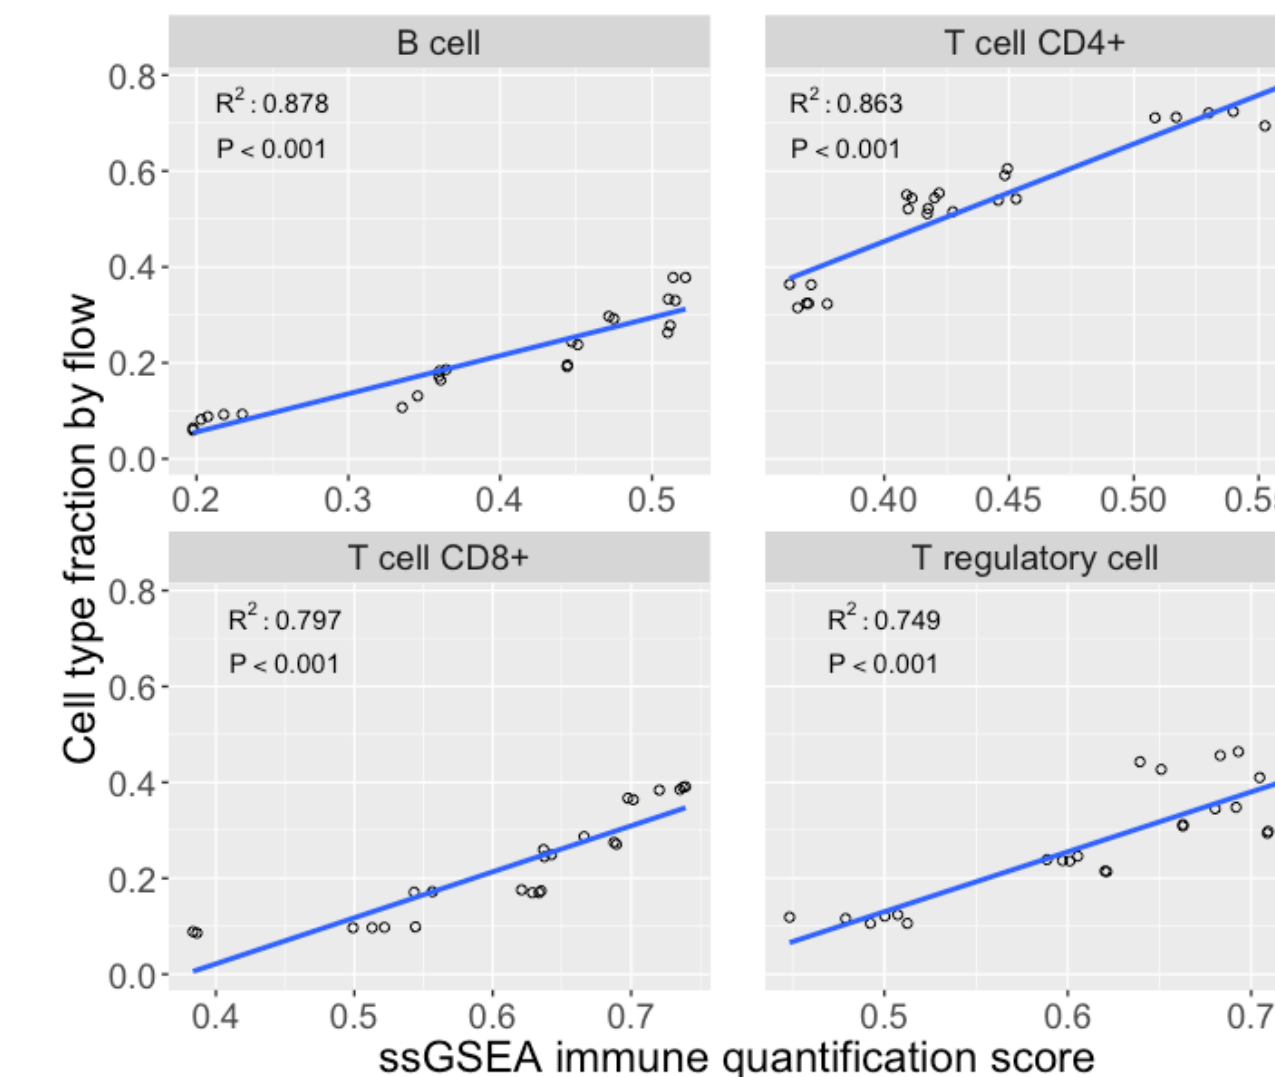 B cell
T cell CD4+
R²: 0.878
P < 0.001
R²: 0.863
P < 0.001
0.8
0.6
0.4
0.2
0.0
0.2 0.3 0.4 0.5
0.40 0.45 0.50
Cell type fraction by flow
T cell CD8+
T regulatory cell
R²: 0.797
P < 0.001
R²: 0.749
P < 0.001
0.8
0.6
0.4
0.2
0.0
0.4 0.5 0.6 0.7
0.5 0.6 0.7
ssGSEA immune quantification score